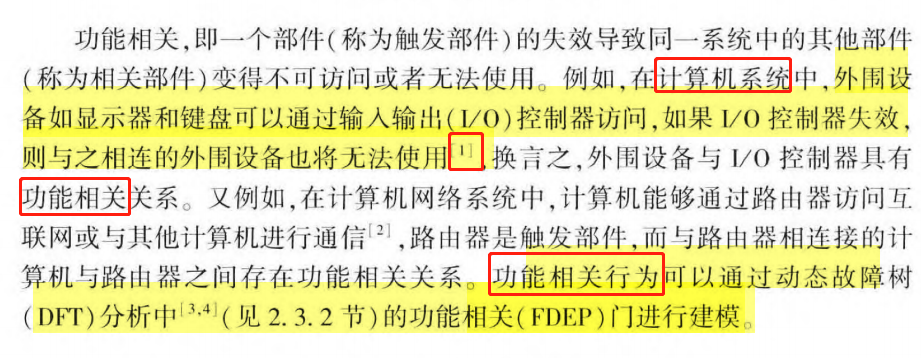 功能相关,即一个部件(称为触发部件)的失效导致同一系统中的其他部件
(称为相关部件)变得不可访问或者无法使用。例如,在计算机系统中,外围设
备如显示器和键盘可以通过输入输出(I/O)控制器访问,如果 I/O 控制器失效,
则与之相连的外围设备也将无法使用[1],换言之,外围设备与 I/O 控制器具有
功能相关关系。又例如,在计算机网络系统中,计算机能够通过路由器访问互
联网或与其他计算机进行通信[2],路由器是触发部件,而与路由器相连接的计
算机与路由器之间存在功能相关关系。功能相关行为可以通过动态故障树
(DFT)分析中[3,4](见 2.3.2 节)的功能相关(FDEP)门进行建模。